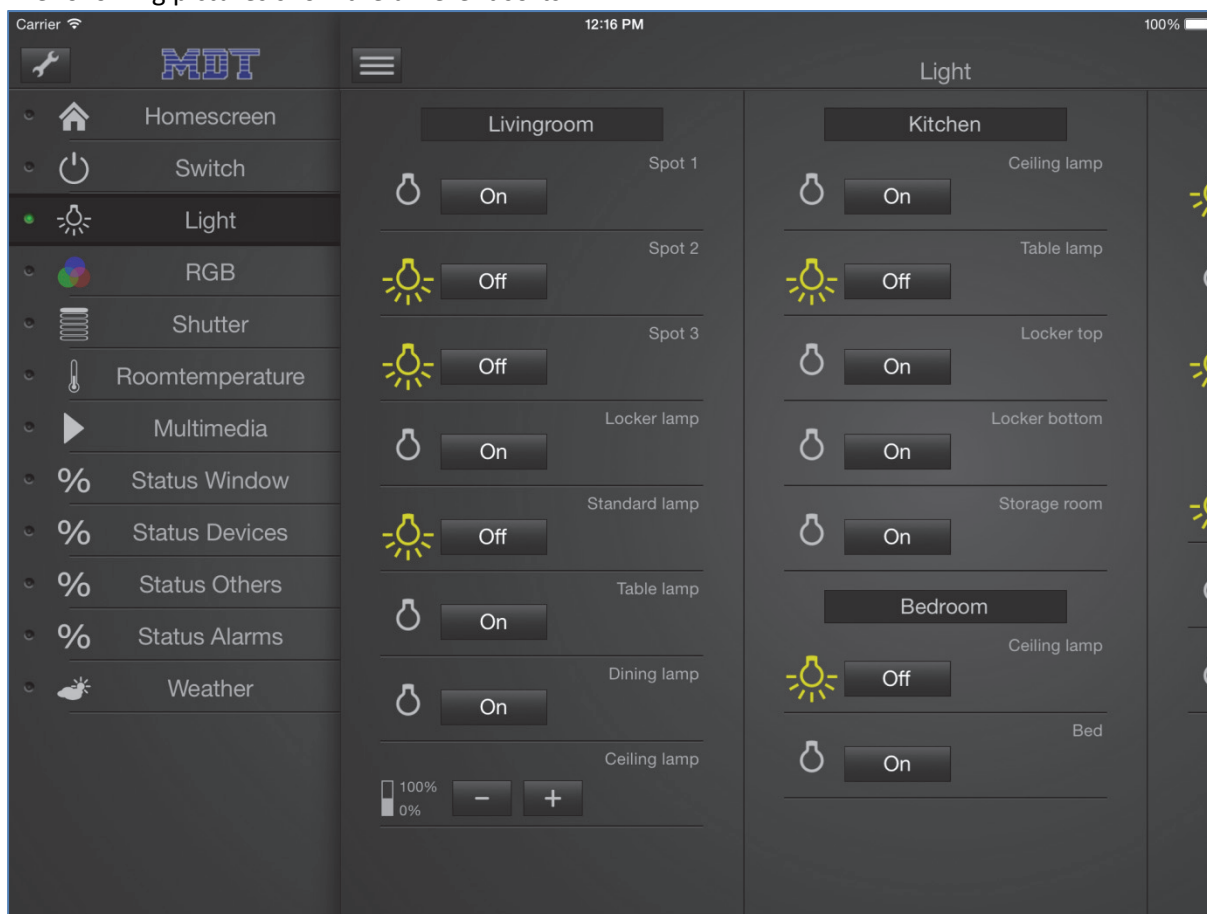 Carrier 12:16 PM 100%
MDT
Light
Homescreen
Switch
Light
RGB
Shutter
Roomtemperature
Multimedia
% Status Window
% Status Devices
% Status Others
% Status Alarms
Weather
Livingroom
Spot 1
On
Spot 2
Off
Spot 3
Off
Locker lamp
On
Standard lamp
Off
Table lamp
On
Dining lamp
On
Ceiling lamp
100%
0%
− +
Kitchen
Ceiling lamp
On
Table lamp
Off
Locker top
On
Locker bottom
On
Storage room
On
Bedroom
Ceiling lamp
Off
Bed
On